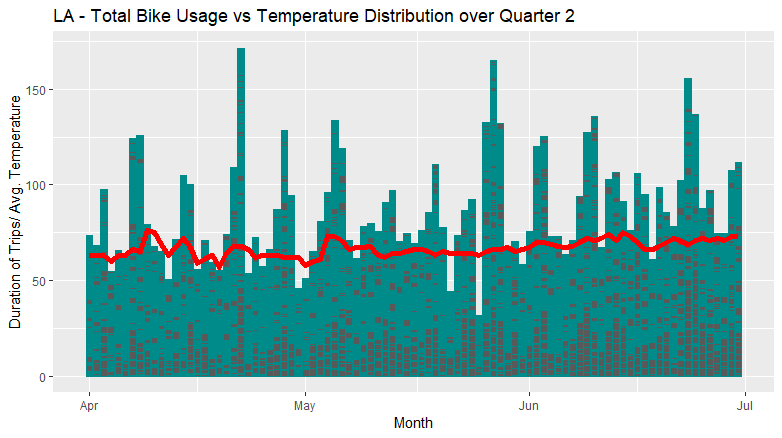 LA - Total Bike Usage vs Temperature Distribution over Quarter 2
Duration of Trips/ Avg. Temperature
150
100
50
0
Apr
May
Jun
Jul
Month